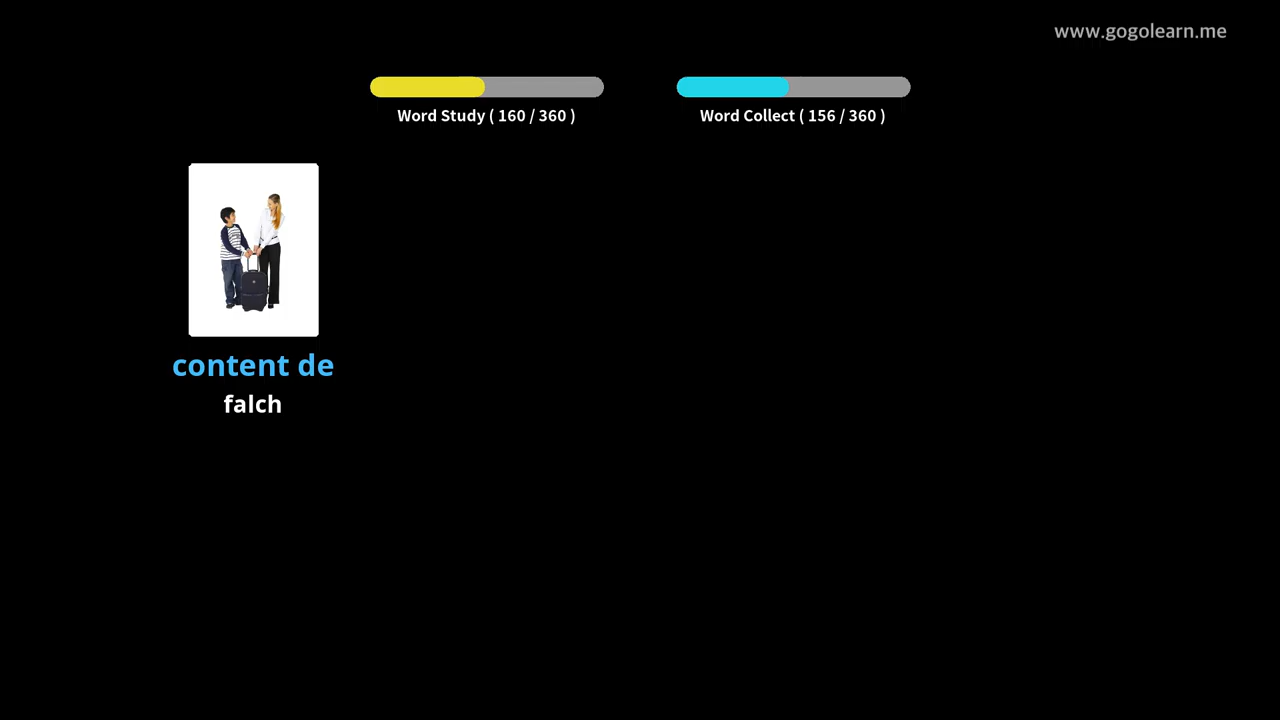 www.gogolearn.me
Word Study ( 160 / 360 )
Word Collect ( 156 / 360 )
content de
falch